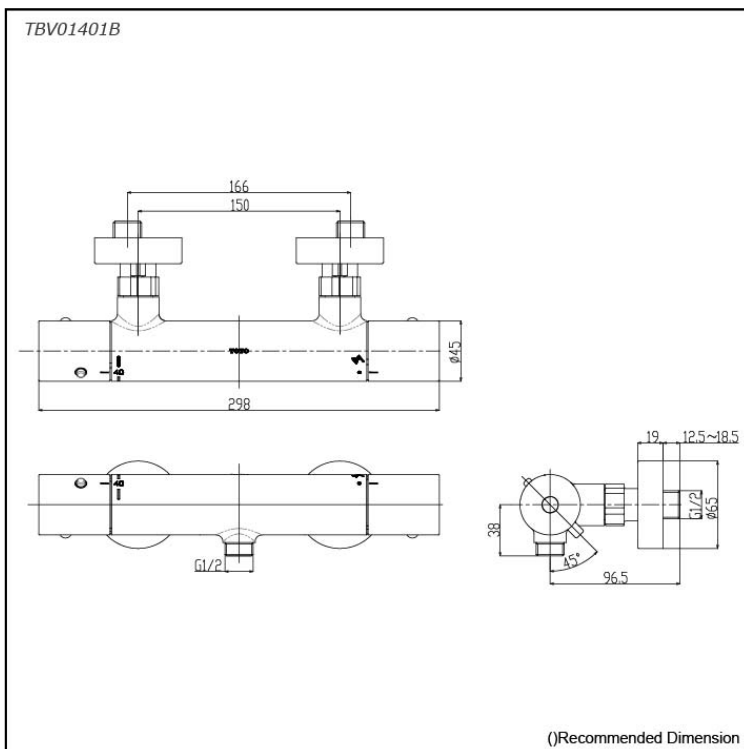 TBV01401B
166
150
TOTO
ø45
298
19
12.5~18.5
38
G1/2
ø65
G1/2
45°
96.5
()Recommended Dimension